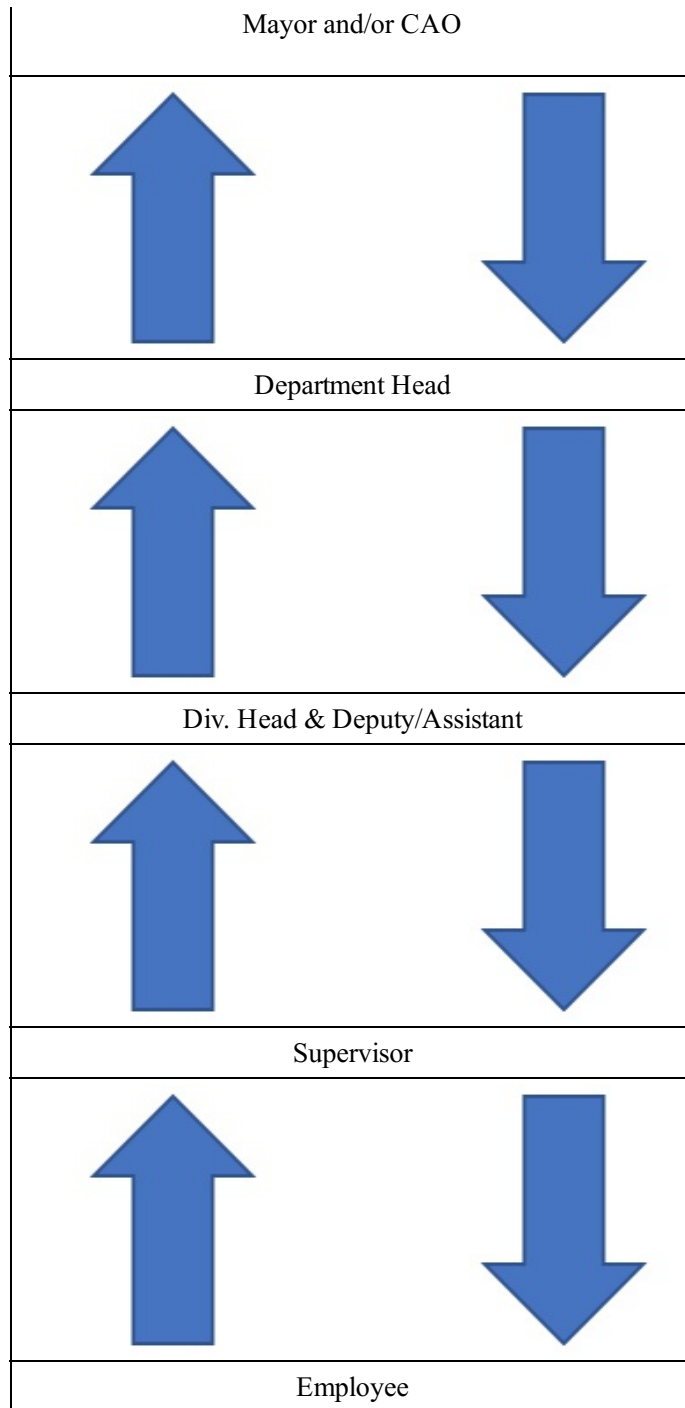 Mayor and/or CAO
Department Head
Div. Head & Deputy/Assistant
Supervisor
Employee